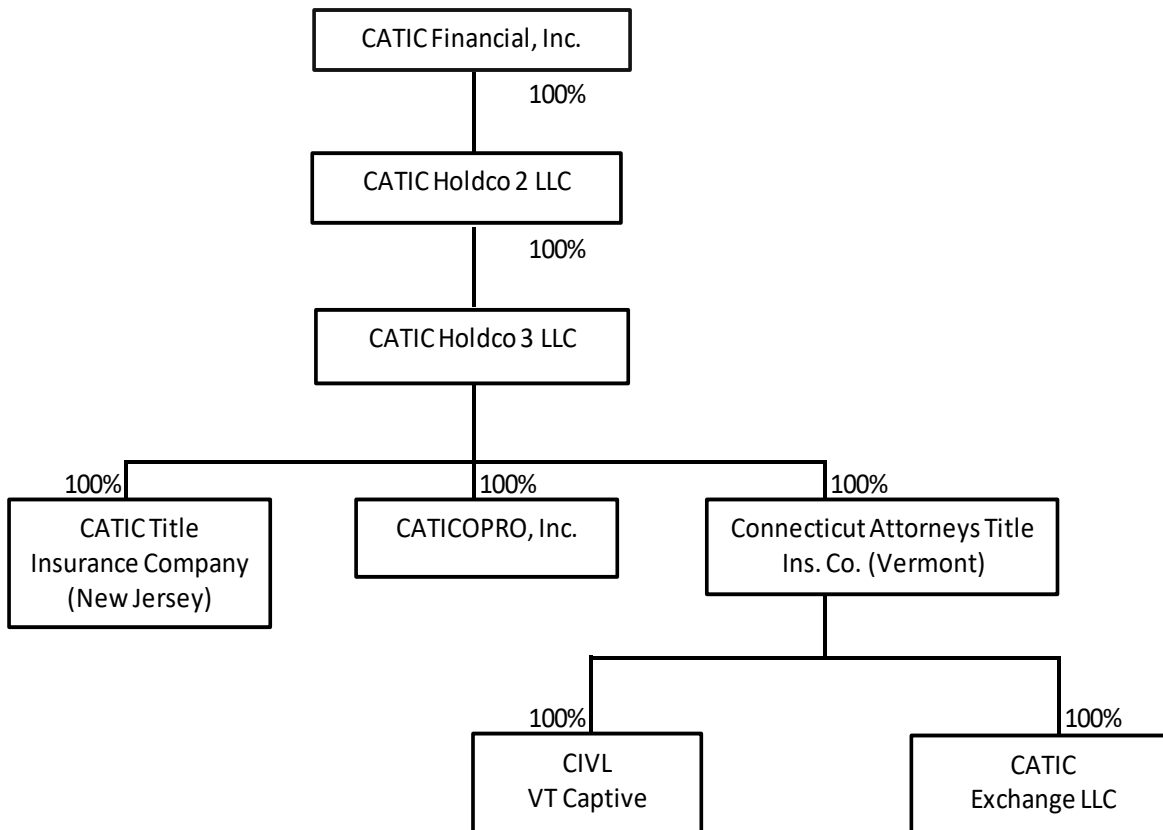 CATIC Financial, Inc.
100%
CATIC Holdco 2 LLC
100%
CATIC Holdco 3 LLC
100%
100%
100%
CATIC Title
Insurance Company
(New Jersey)
CATICOPRO, Inc.
Connecticut Attorneys Title
Ins. Co. (Vermont)
100%
100%
CIVL
VT Captive
CATIC
Exchange LLC